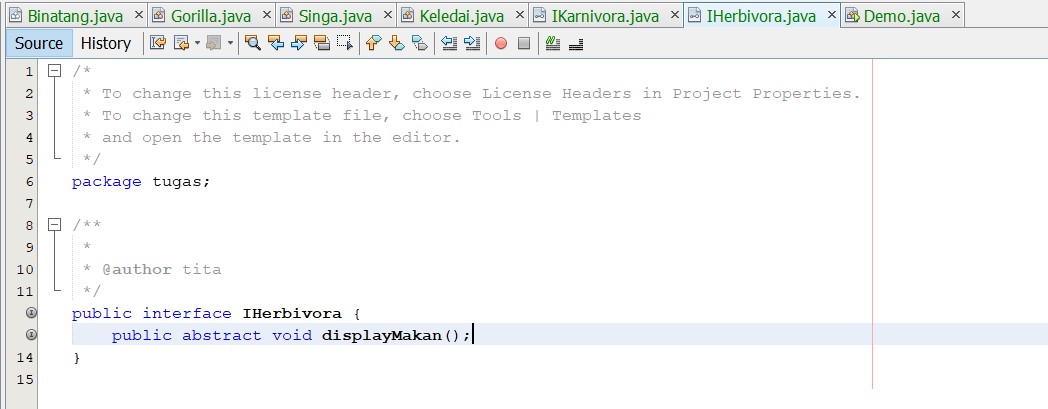 Binatang.java Gorilla.java Singa.java Keledai.java IKarnivora.java IHerbivora.java Demo.java
Source History
1 /*
2 * To change this license header, choose License Headers in Project Properties.
3 * To change this template file, choose Tools | Templates
4 * and open the template in the editor.
5 */
6 package tugas;
7
8 /**
9 *
10 * @author tita
11 */
public interface IHerbivora {
public abstract void displayMakan();
14 }
15